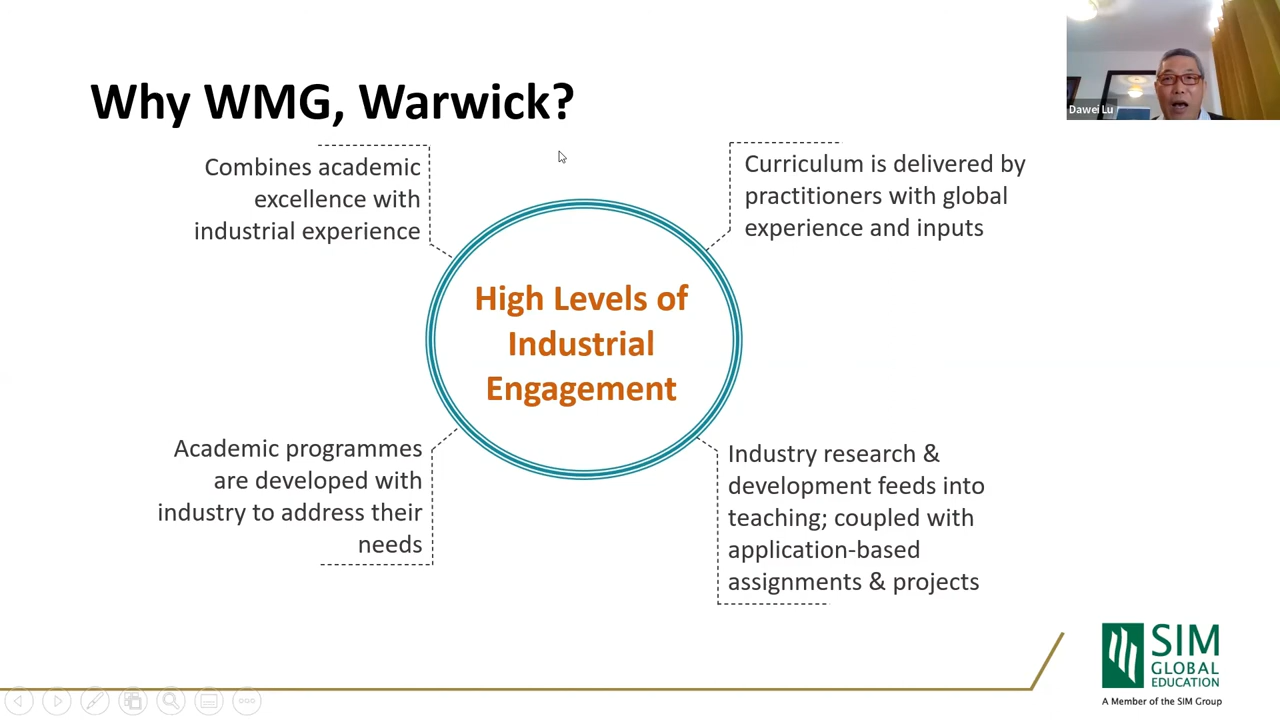 Why WMG, Warwick?
Dawei Lu
Combines academic
excellence with
industrial experience
Curriculum is delivered by
practitioners with global
experience and inputs
High Levels of
Industrial
Engagement
Academic programmes
are developed with
industry to address their
needs
Industry research &
development feeds into
teaching; coupled with
application-based
assignments & projects
SIM
GLOBAL
EDUCATION
A Member of the SIM Group